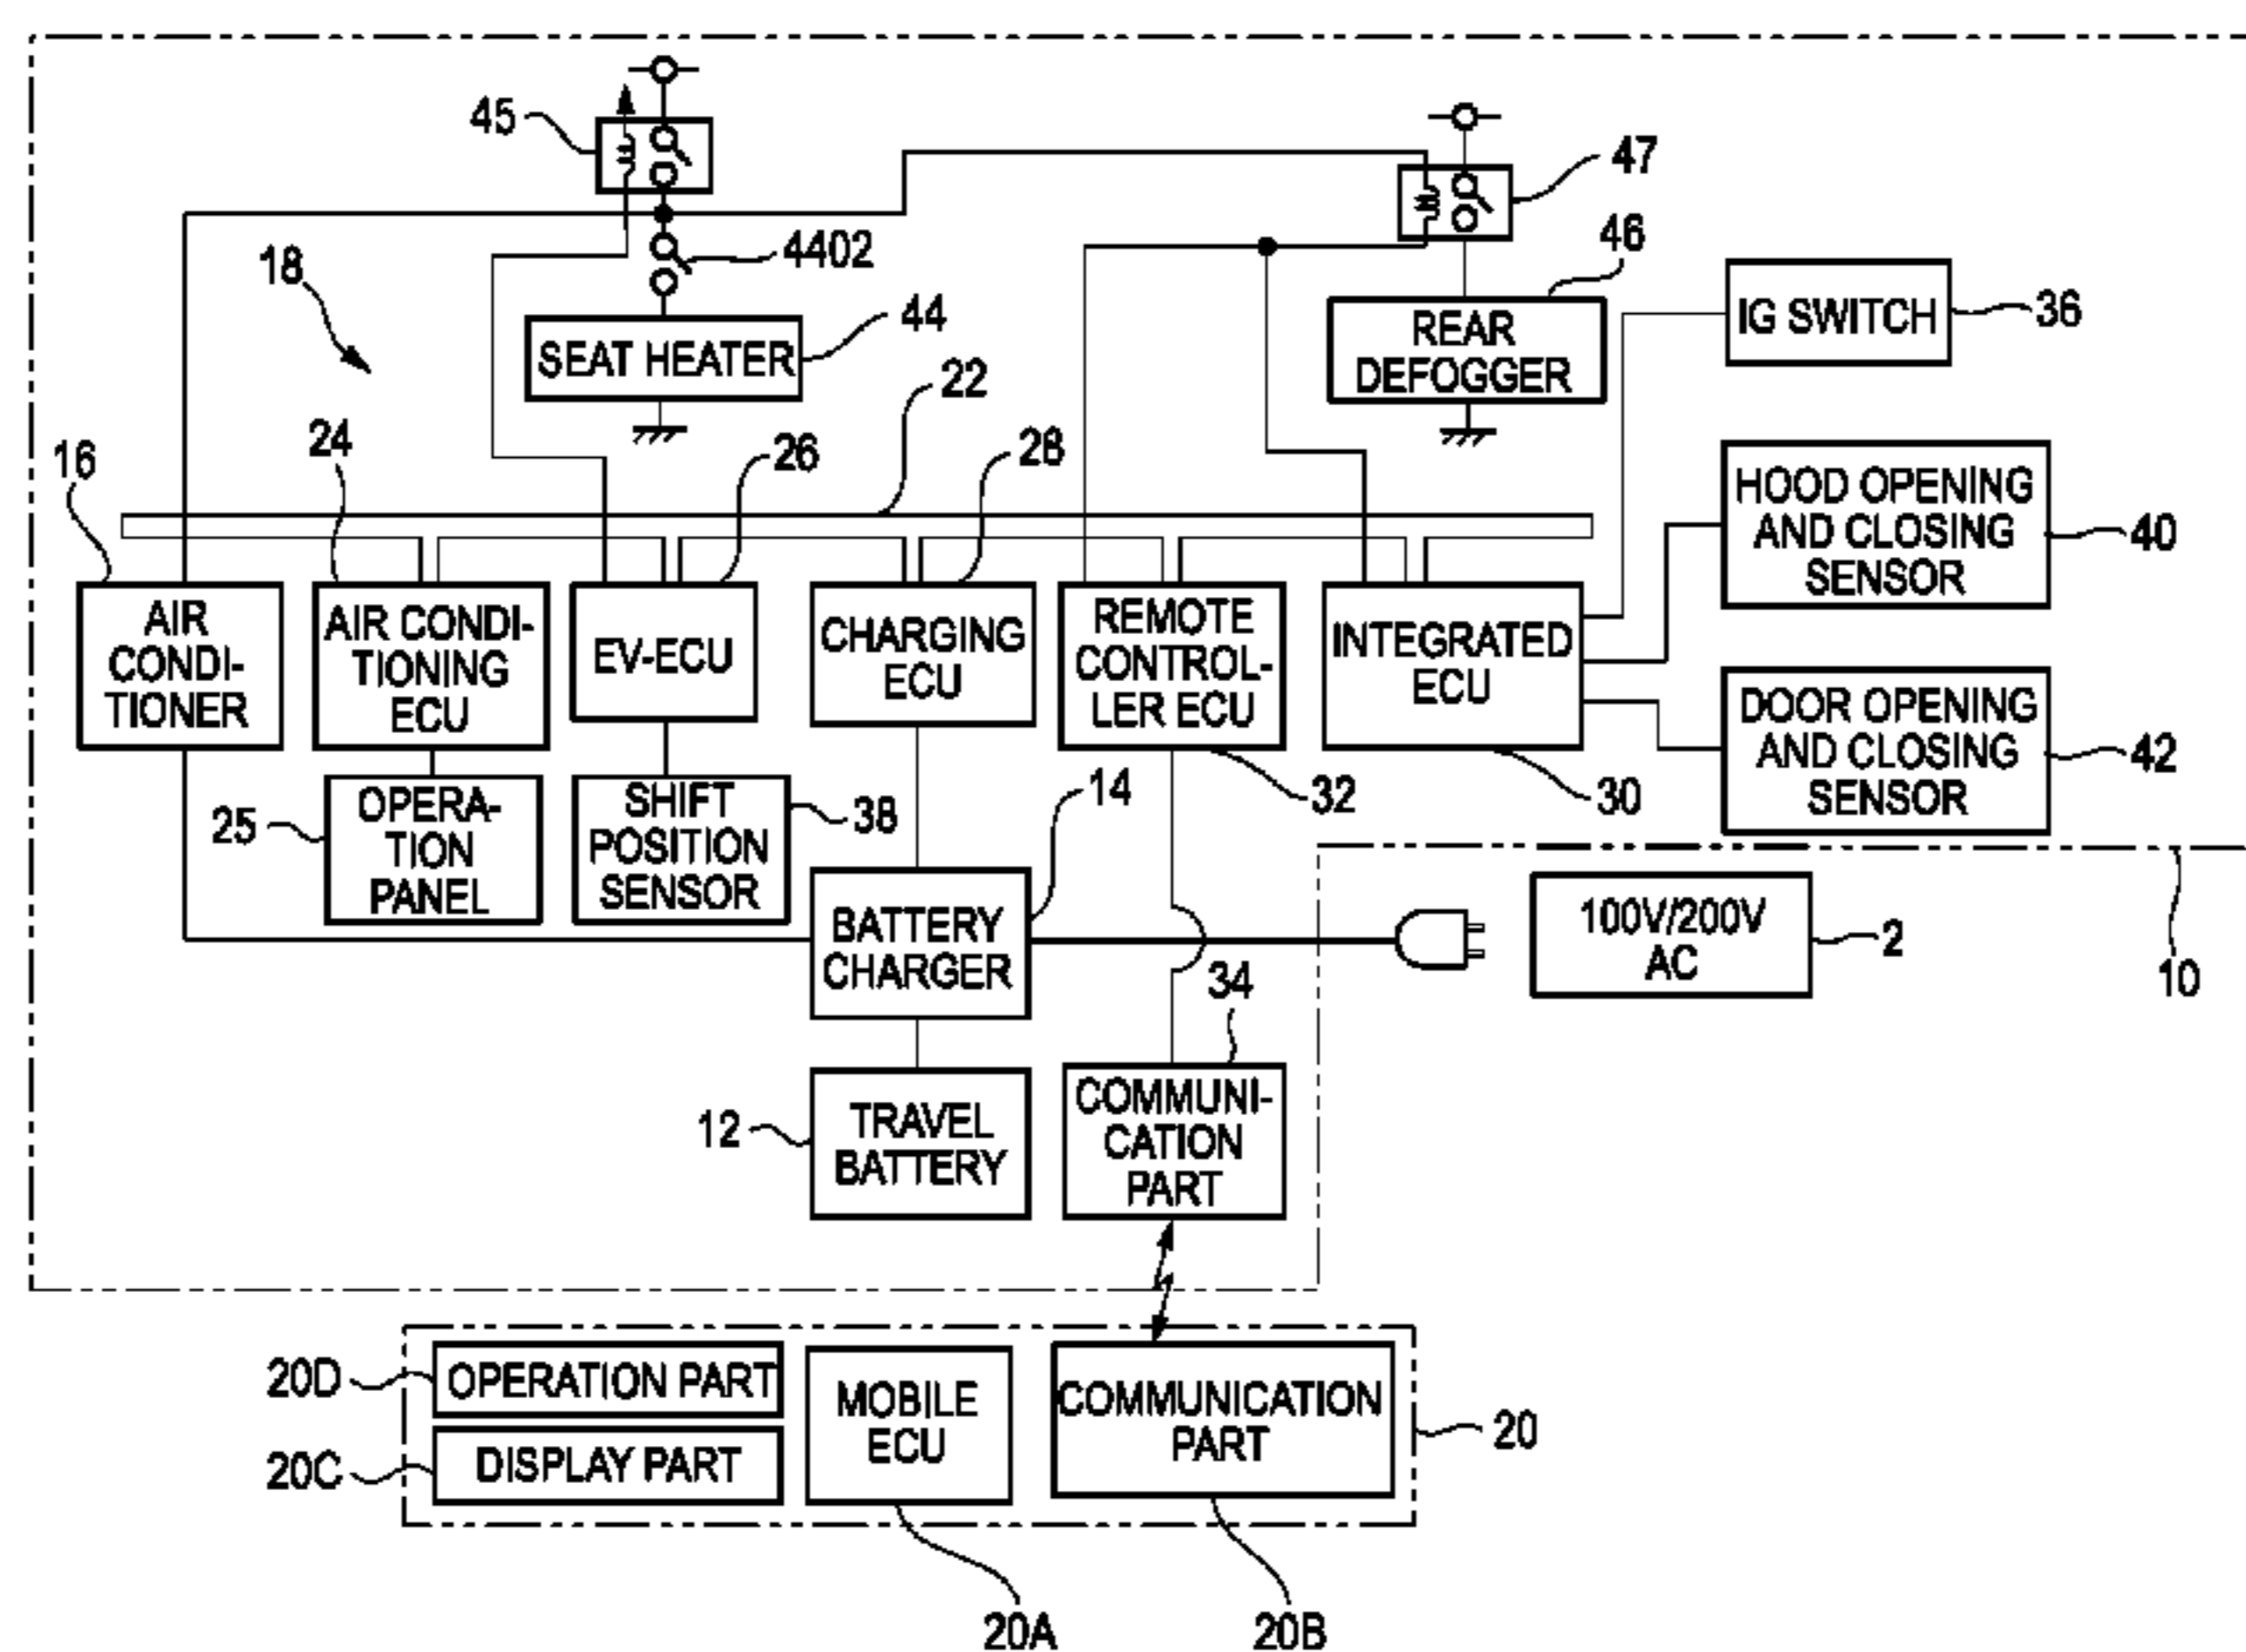 45
47
4402
46
18
44
IG SWITCH
36
SEAT HEATER
REAR
DEFOGGER
22
24
16
26
28
HOOD OPENING
AND CLOSING
SENSOR
40
AIR
CONDI-
TIONER
AIR CONDI-
TIONING
ECU
EV-ECU
CHARGING
ECU
REMOTE
CONTROL-
LER ECU
INTEGRATED
ECU
DOOR OPENING
AND CLOSING
SENSOR
42
25
OPERA-
TION
PANEL
SHIFT
POSITION
SENSOR
38
14
32
30
BATTERY
CHARGER
100V/200V
AC
2
10
34
12
TRAVEL
BATTERY
COMMUNI-
CATION
PART
20D
OPERATION PART
MOBILE
ECU
COMMUNICATION
PART
20
20C
DISPLAY PART
20A
20B